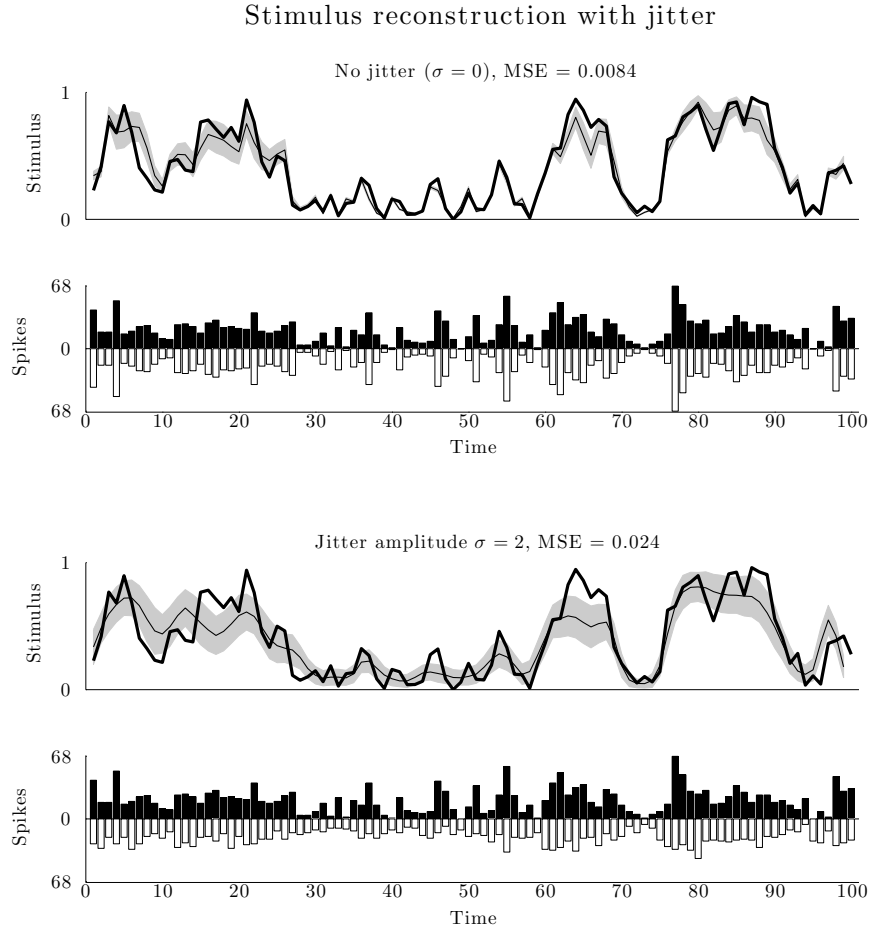 Stimulus reconstruction with jitter
No jitter (σ = 0), MSE = 0.0084
1
Stimulus
0
68
Spikes
0
68
0 10 20 30 40 50 60 70 80 90 100
Time
Jitter amplitude σ = 2, MSE = 0.024
1
Stimulus
0
68
Spikes
0
68
0 10 20 30 40 50 60 70 80 90 100
Time